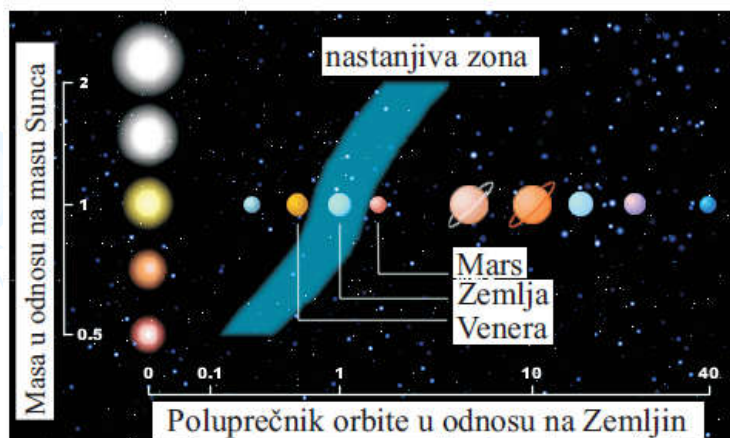 nastanjiva zona
Masa u odnosu na masu Sunca
2
1
0.5
Mars
Zemlja
Venera
0
0.1
1
10
40
Poluprečnik orbite u odnosu na Zemljin